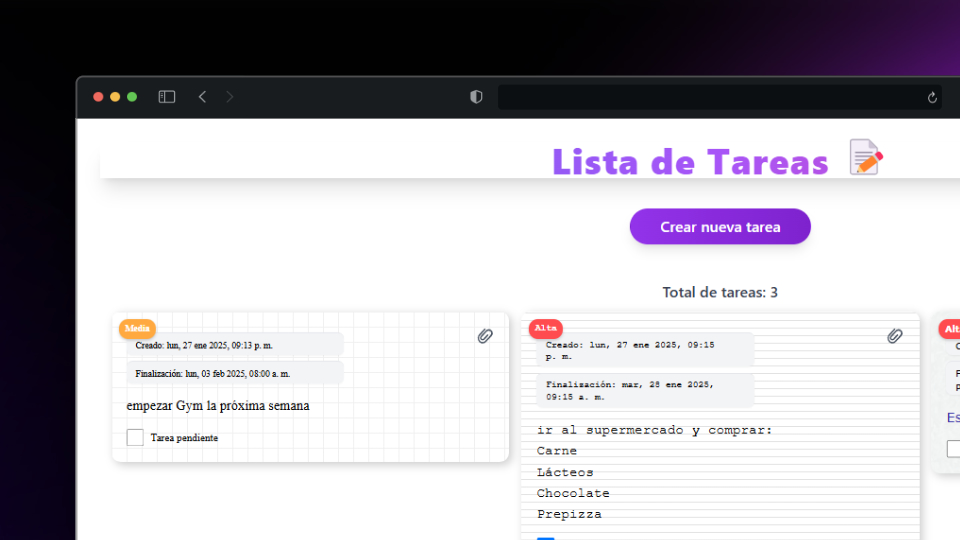 Lista de Tareas
Crear nueva tarea
Total de tareas: 3
Media
Creado: lun, 27 ene 2025, 09:13 p. m.
Finalización: lun, 03 feb 2025, 08:00 a. m.
empezar Gym la próxima semana
Tarea pendiente
Alta
Creado: lun, 27 ene 2025, 09:15
p. m.
Finalización: mar, 28 ene 2025,
09:15 a. m.
ir al supermercado y comprar:
Carne
Lácteos
Chocolate
Prepizza
Alt
Es